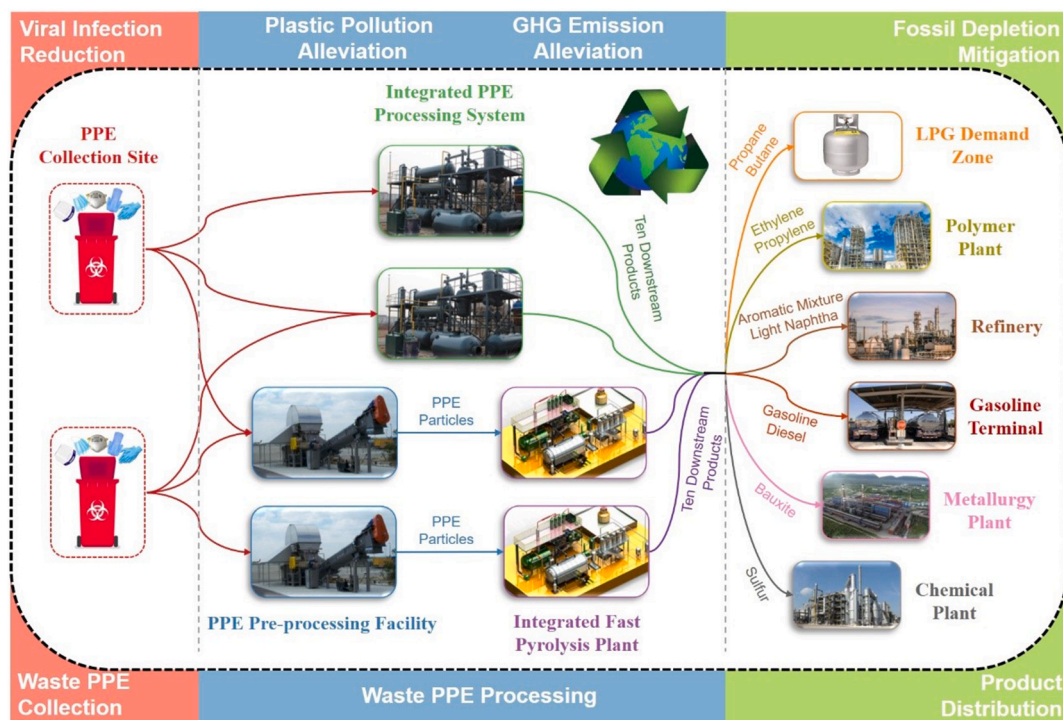 Viral Infection
Reduction
Plastic Pollution
Alleviation
GHG Emission
Alleviation
Fossil Depletion
Mitigation
PPE
Collection Site
Integrated PPE
Processing System
Propane
Butane
LPG Demand
Zone
Ethylene
Propylene
Polymer
Plant
Ten Downstream
Products
Aromatic Mixture
Light Naphtha
Refinery
PPE
Particles
Gasoline
Diesel
Gasoline
Terminal
Ten Downstream
Products
Bauxite
Metallurgy
Plant
PPE
Particles
Sulfur
Chemical
Plant
PPE Pre-processing Facility
Integrated Fast
Pyrolysis Plant
Waste PPE
Collection
Waste PPE Processing
Product
Distribution